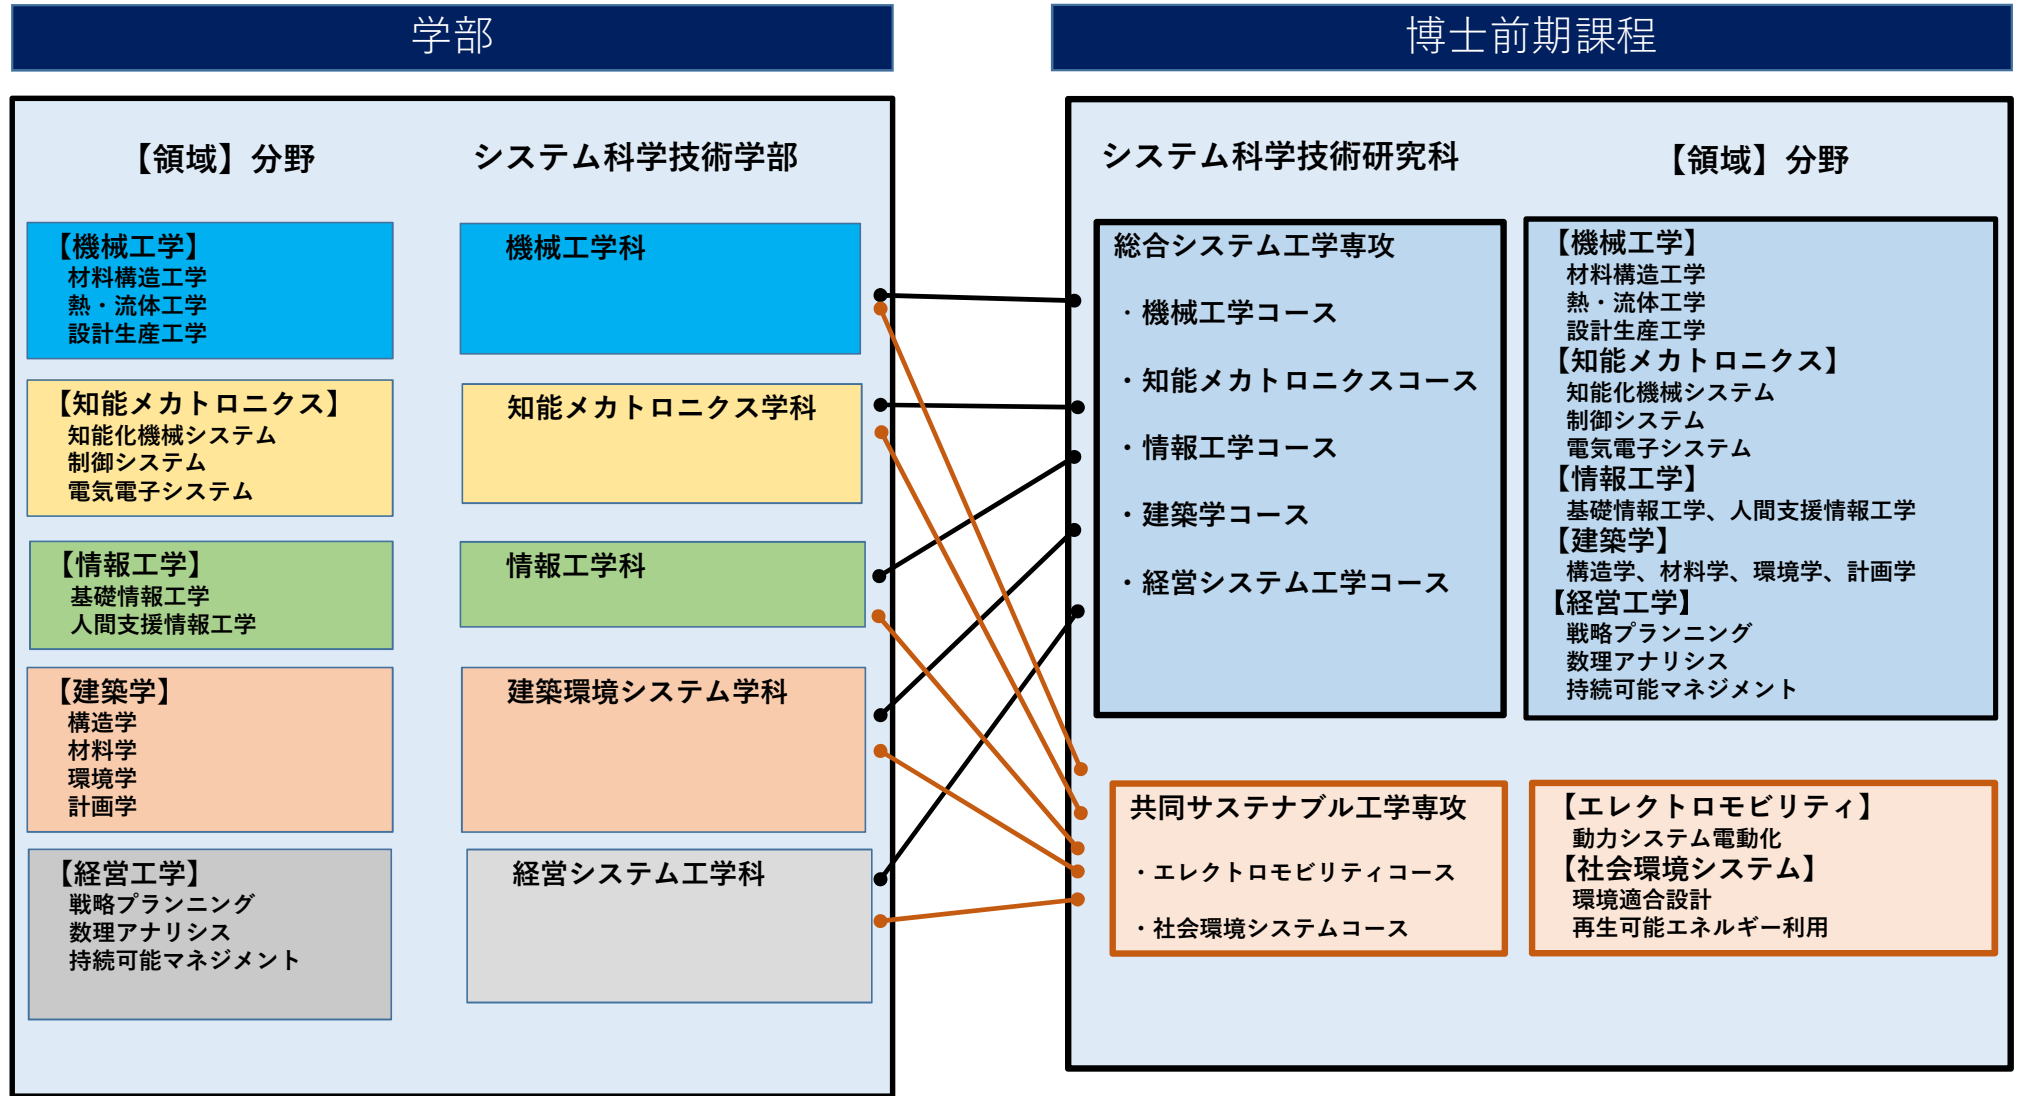 学部
【領域】分野
システム科学技術学部
【機械工学】
材料構造工学
熱・流体工学
設計生産工学
機械工学科
【知能メカトロニクス】
知能化機械システム
制御システム
電気電子システム
知能メカトロニクス学科
【情報工学】
基礎情報工学
人間支援情報工学
情報工学科
【建築学】
構造学
材料学
環境学
計画学
建築環境システム学科
【経営工学】
戦略プランニング
数理アナリシス
持続可能マネジメント
経営システム工学科
博士前期課程
システム科学技術研究科
【領域】分野
総合システム工学専攻
・機械工学コース
・知能メカトロニクスコース
・情報工学コース
・建築学コース
・経営システム工学コース
【機械工学】
材料構造工学
熱・流体工学
設計生産工学
【知能メカトロニクス】
知能化機械システム
制御システム
電気電子システム
【情報工学】
基礎情報工学、人間支援情報工学
【建築学】
構造学、材料学、環境学、計画学
【経営工学】
戦略プランニング
数理アナリシス
持続可能マネジメント
共同サステナブル工学専攻
・エレクトロモビリティコース
・社会環境システムコース
【エレクトロモビリティ】
動力システム電動化
【社会環境システム】
環境適合設計
再生可能エネルギー利用